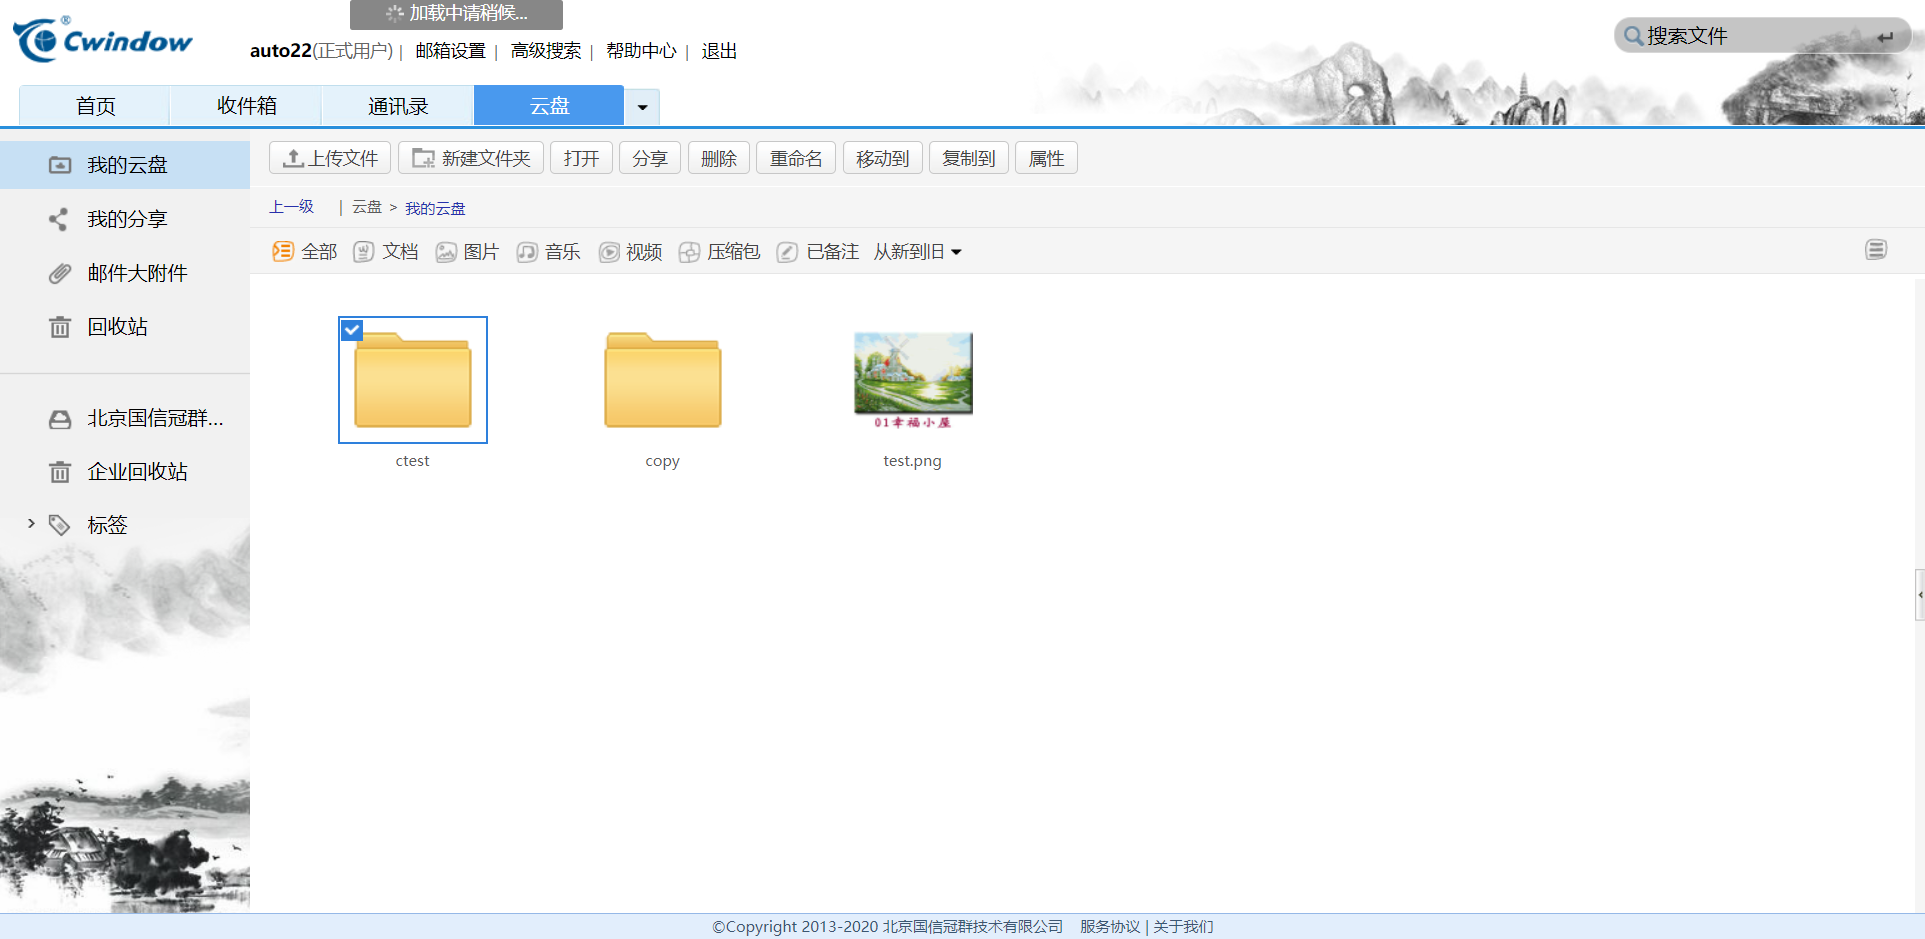 加载中请稍候...
® Cwindow
搜索文件
auto22(正式用户) | 邮箱设置 | 高级搜索 | 帮助中心 | 退出
首页 收件箱 通讯录 云盘
我的云盘
我的分享
邮件大附件
回收站
北京国信冠群...
企业回收站
标签
上传文件 新建文件夹 打开 分享 删除 重命名 移动到 复制到 属性
上一级 | 云盘 > 我的云盘
全部 文档 图片 音乐 视频 压缩包 已备注 从新到旧
01幸福小屋
ctest copy test.png
©Copyright 2013-2020 北京国信冠群技术有限公司 服务协议 | 关于我们